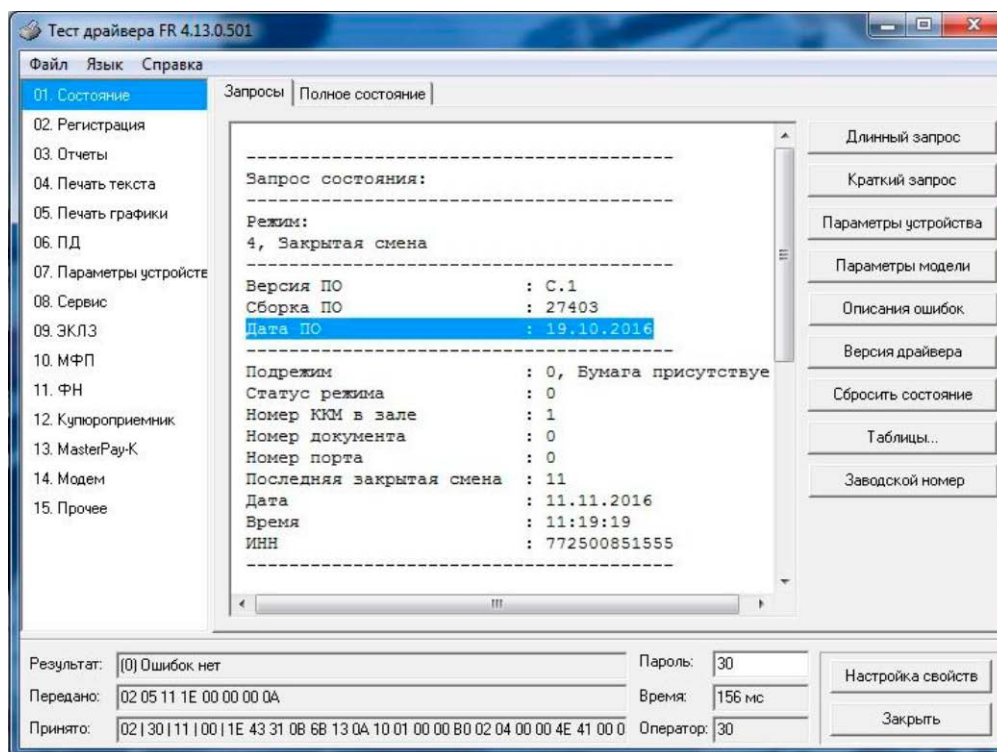 Тест драйвера FR 4.13.0.501
Файл Язык Справка
01. Состояние
02. Регистрация
03. Отчеты
04. Печать текста
05. Печать графики
06. ПД
07. Параметры устройств
08. Сервис
09. ЭКЛЗ
10. МФП
11. ФН
12. Купюроприемник
13. MasterPay-K
14. Модем
15. Прочее
Запросы Полное состояние
----------------------------------------
Запрос состояния:
----------------------------------------
Режим:
4, Закрытая смена
----------------------------------------
Версия ПО : C.1
Сборка ПО : 27403
Дата ПО : 19.10.2016
----------------------------------------
Подрежим : 0, Бумага присутствуе
Статус режима : 0
Номер ККМ в зале : 1
Номер документа : 0
Номер порта : 0
Последняя закрытая смена : 11
Дата : 11.11.2016
Время : 11:19:19
ИНН : 772500851555
----------------------------------------
Длинный запрос
Краткий запрос
Параметры устройства
Параметры модели
Описания ошибок
Версия драйвера
Сбросить состояние
Таблицы...
Заводской номер
Результат: (0) Ошибок нет
Передано: 02 05 11 1E 00 00 00 0A
Принято: 02 | 30 | 11 | 00 | 1E 43 31 0B 6B 13 0A 10 01 00 00 B0 02 04 00 00 4E 41 00 0
Пароль: 30
Время: 156 мс
Оператор: 30
Настройка свойств
Закрыть